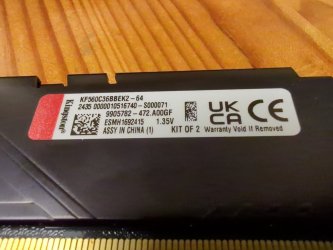 Kingston
KF560C36BBEK2-64
2435 0000010516740-S000071
9905782-472.A00GF
ESMH1692415 1.35V
ASSY IN CHINA (1) KIT OF 2
UK
CA CE
Warranty Void If Removed